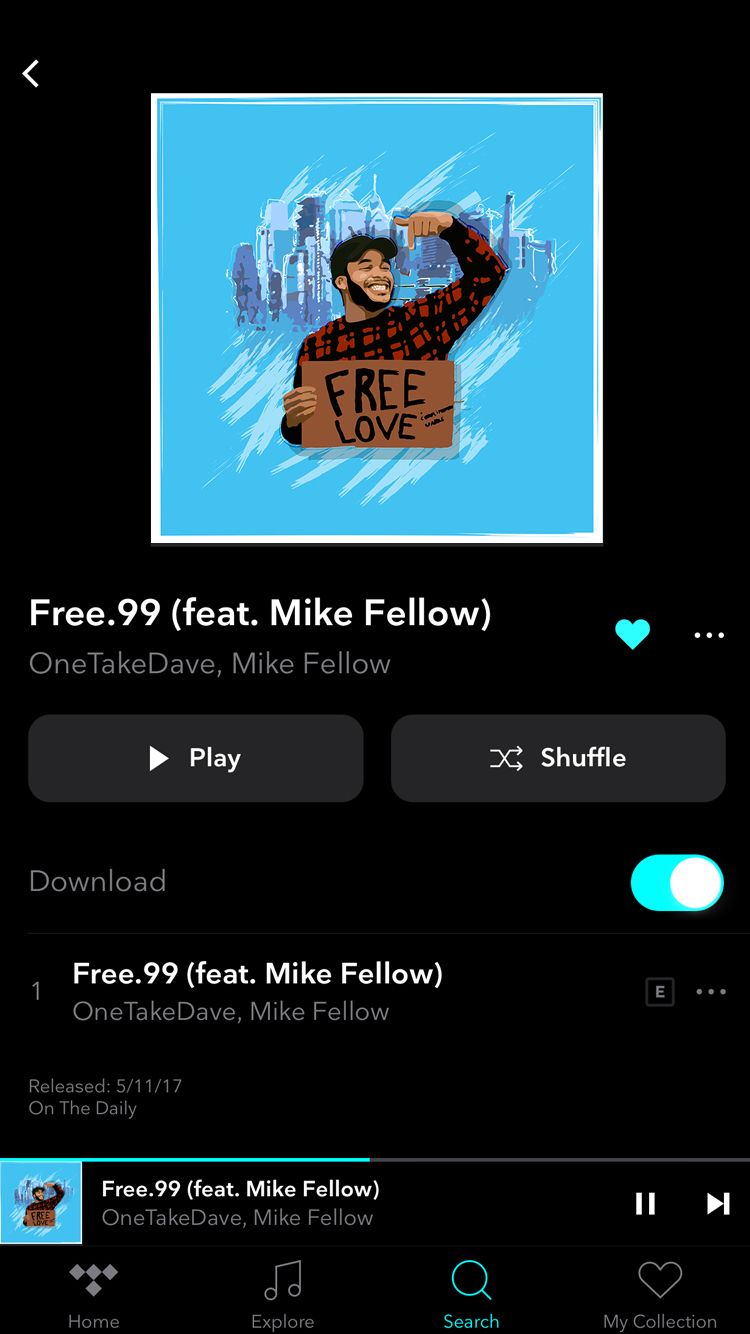 FREE
LOVE
Free.99 (feat. Mike Fellow)
OneTakeDave, Mike Fellow
Play
Shuffle
Download
1
Free.99 (feat. Mike Fellow)
OneTakeDave, Mike Fellow
E
Released: 5/11/17
On The Daily
FREE
LOVE
Free.99 (feat. Mike Fellow)
OneTakeDave, Mike Fellow
Home
Explore
Search
My Collection